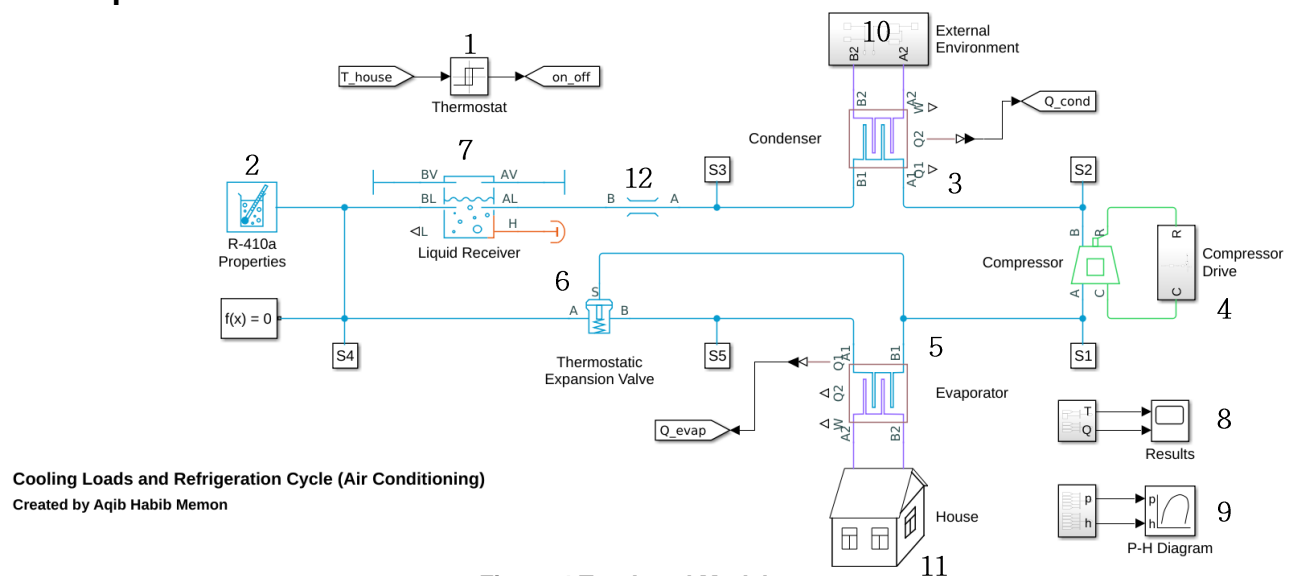 1
T_house
on_off
Thermostat
10
B2
A2
External
Environment
B2
A2
W
Q2
Q1
B1
A1
Condenser
3
Q_cond
2
R-410a
Properties
7
BV
AV
BL
AL
L
H
Liquid Receiver
12
B
A
S3
S2
B
R
A
C
Compressor
R
C
Compressor
Drive
4
f(x) = 0
S4
6
S
A
B
Thermostatic
Expansion Valve
S5
S1
5
A1
B1
Q1
Q2
W
A2
B2
Evaporator
Q_evap
T
Q
8
Results
p
h
p
h
9
P-H Diagram
House
11
Cooling Loads and Refrigeration Cycle (Air Conditioning)
Created by Aqib Habib Memon